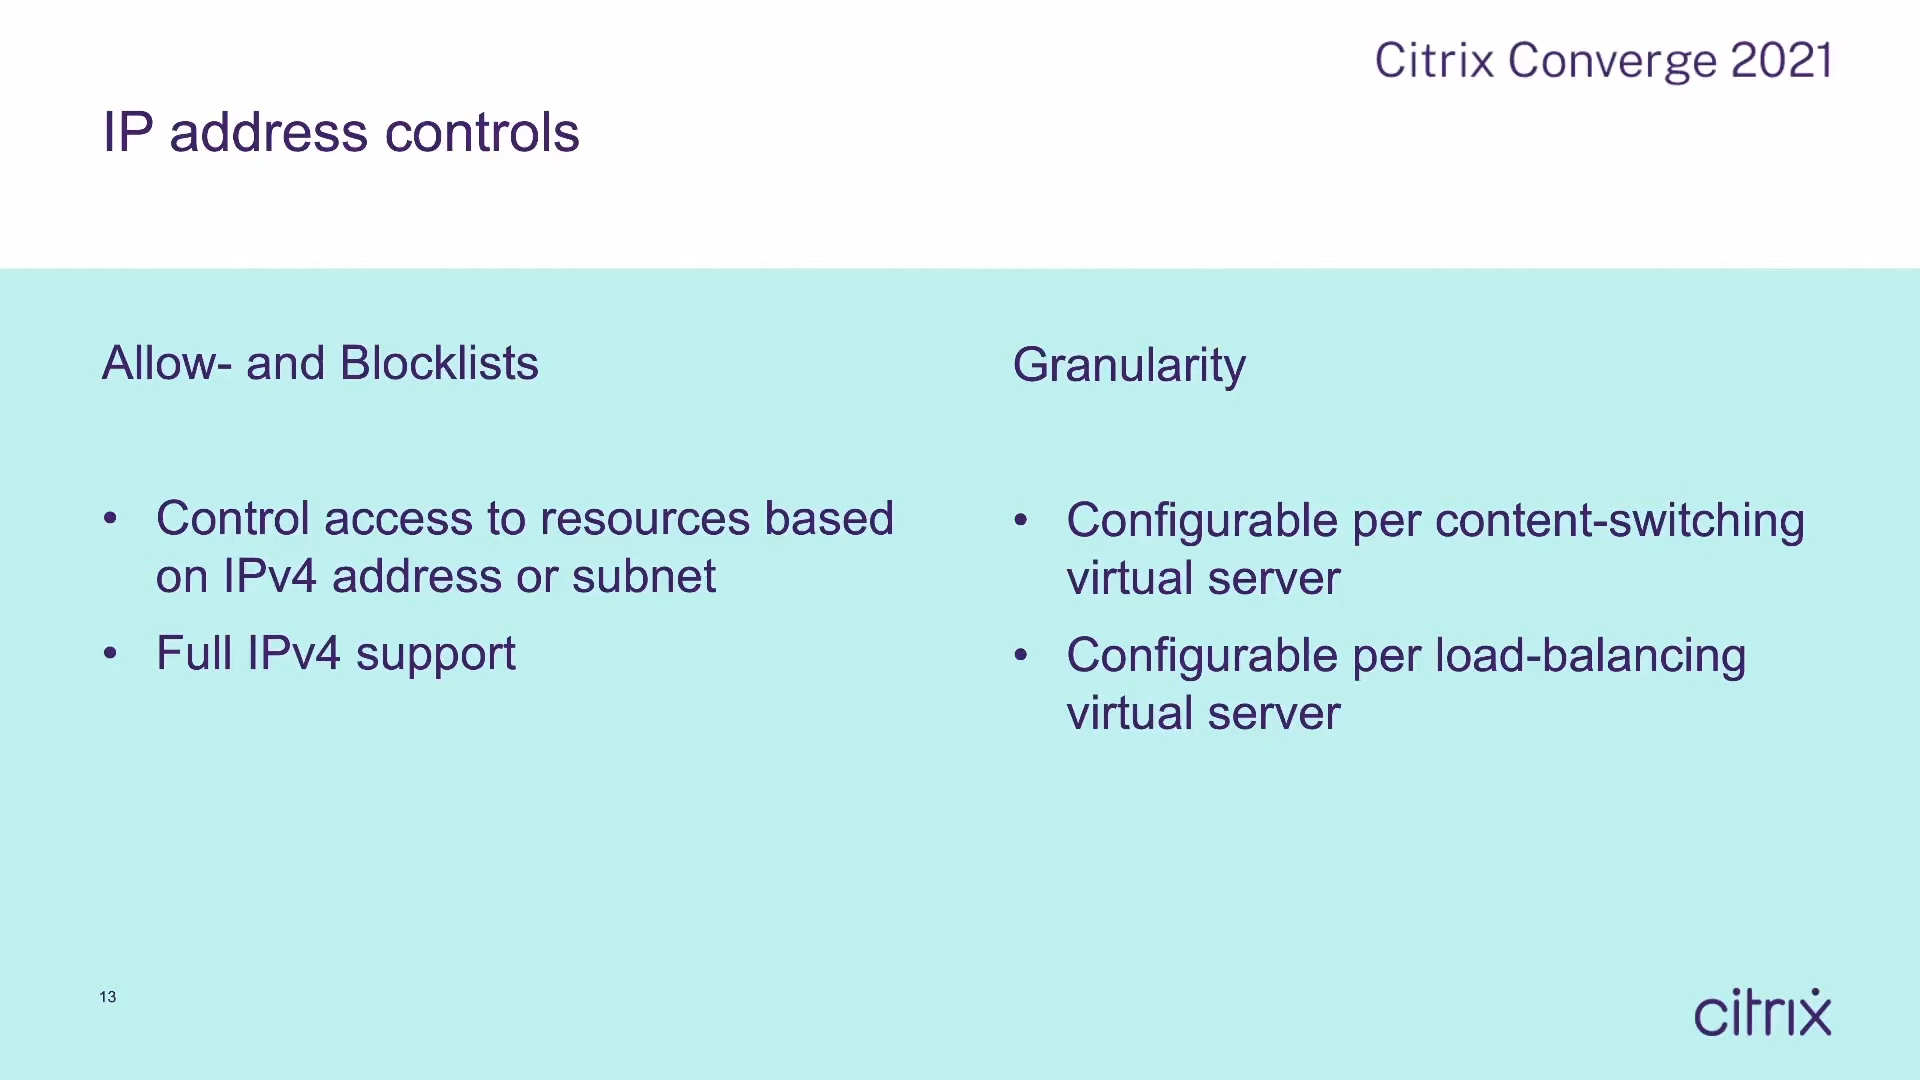 Citrix Converge 2021
IP address controls
Allow- and Blocklists
• Control access to resources based
on IPv4 address or subnet
• Full IPv4 support
Granularity
• Configurable per content-switching
virtual server
• Configurable per load-balancing
virtual server
13
citrix